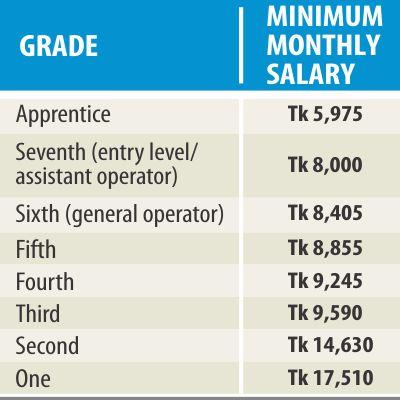 GRADE
MINIMUM
MONTHLY
SALARY
Apprentice Tk 5,975
Seventh (entry level/
assistant operator) Tk 8,000
Sixth (general operator) Tk 8,405
Fifth Tk 8,855
Fourth Tk 9,245
Third Tk 9,590
Second Tk 14,630
One Tk 17,510